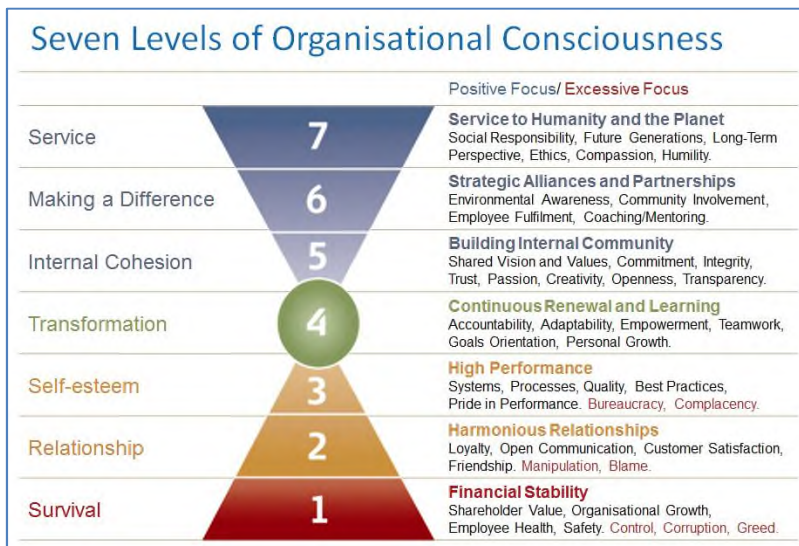 Seven Levels of Organisational Consciousness
Positive Focus/ Excessive Focus
Service
7
Service to Humanity and the Planet
Social Responsibility, Future Generations, Long-Term
Perspective, Ethics, Compassion, Humility.
Making a Difference
6
Strategic Alliances and Partnerships
Environmental Awareness, Community Involvement,
Employee Fulfilment, Coaching/Mentoring.
Internal Cohesion
5
Building Internal Community
Shared Vision and Values, Commitment, Integrity,
Trust, Passion, Creativity, Openness, Transparency.
Transformation
4
Continuous Renewal and Learning
Accountability, Adaptability, Empowerment, Teamwork,
Goals Orientation, Personal Growth.
Self-esteem
3
High Performance
Systems, Processes, Quality, Best Practices,
Pride in Performance. Bureaucracy, Complacency.
Relationship
2
Harmonious Relationships
Loyalty, Open Communication, Customer Satisfaction,
Friendship. Manipulation, Blame.
Survival
1
Financial Stability
Shareholder Value, Organisational Growth,
Employee Health, Safety. Control, Corruption, Greed.